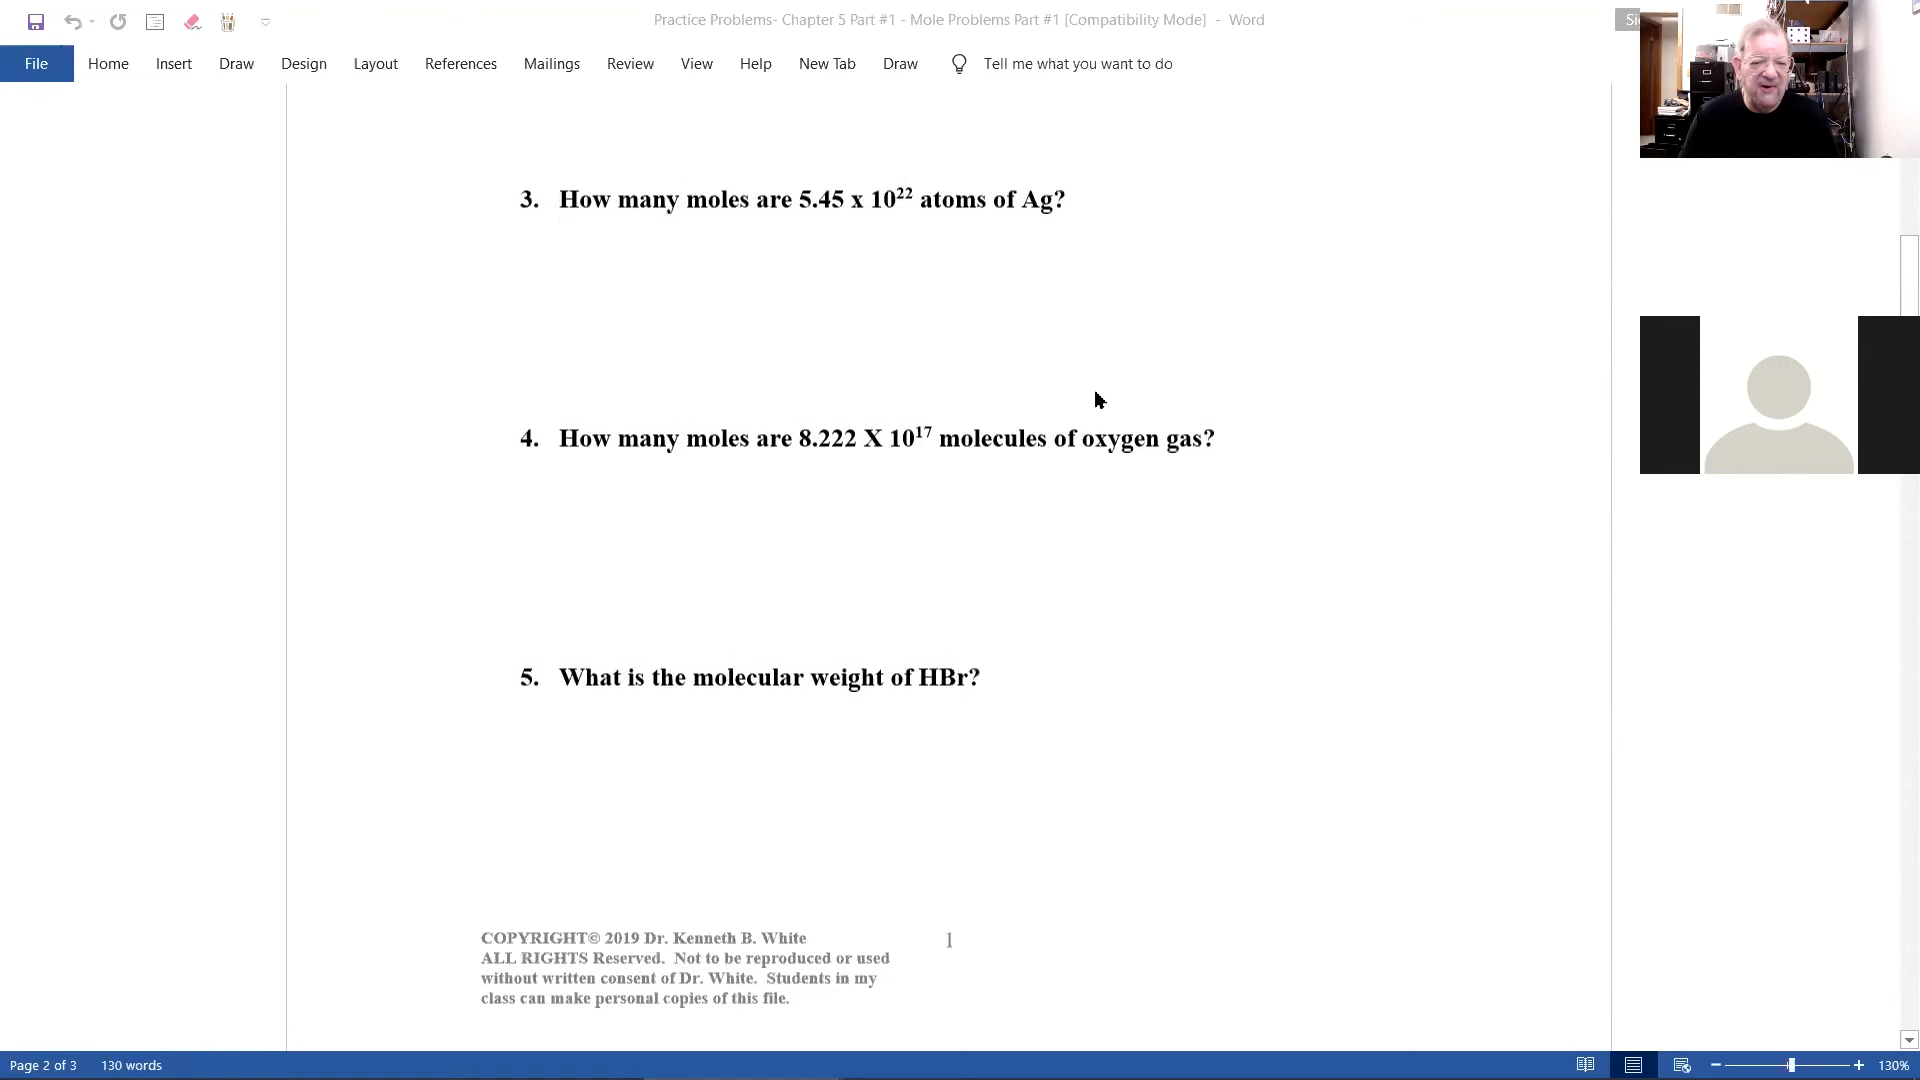 Practice Problems- Chapter 5 Part #1 - Mole Problems Part #1 [Compatibility Mode] - Word
File Home Insert Draw Design Layout References Mailings Review View Help New Tab Draw Tell me what you want to do
3. How many moles are 5.45 x 10²² atoms of Ag?
4. How many moles are 8.222 X 10¹⁷ molecules of oxygen gas?
5. What is the molecular weight of HBr?
COPYRIGHT© 2019 Dr. Kenneth B. White 1
ALL RIGHTS Reserved. Not to be reproduced or used
without written consent of Dr. White. Students in my
class can make personal copies of this file.
Page 2 of 3 130 words 130%